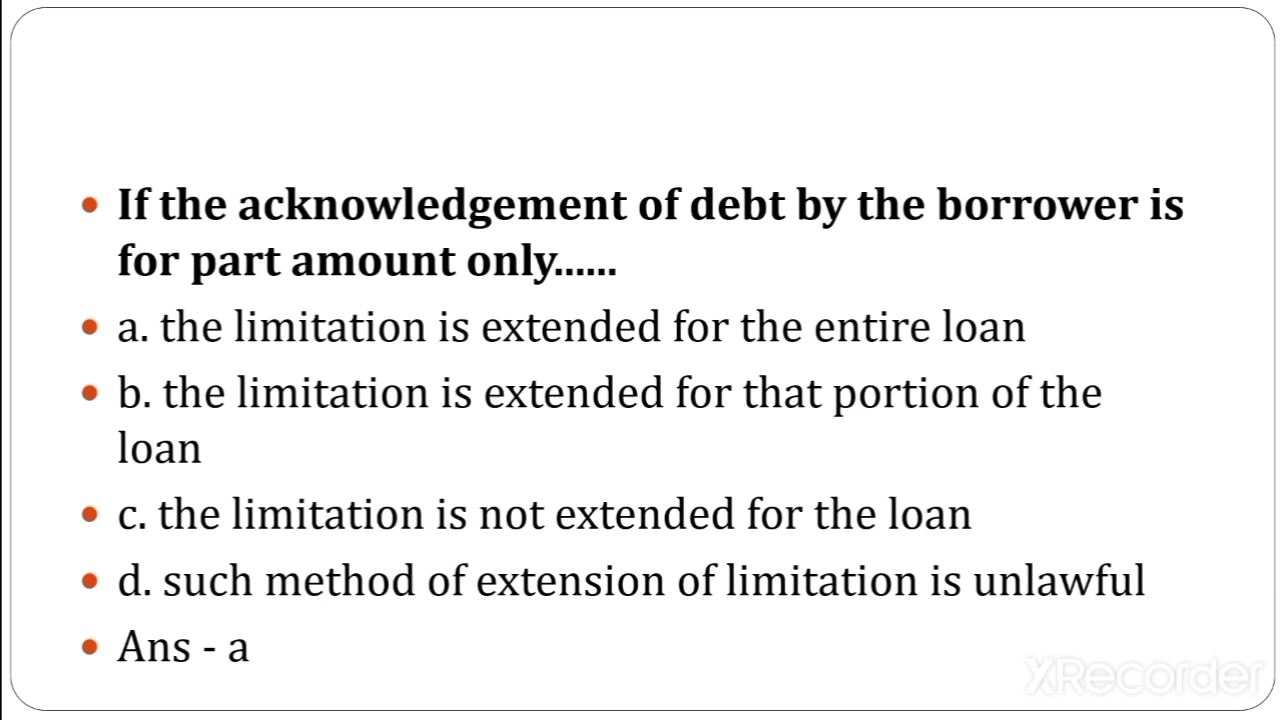 If the acknowledgement of debt by the borrower is
for part amount only......
a. the limitation is extended for the entire loan
b. the limitation is extended for that portion of the
loan
c. the limitation is not extended for the loan
d. such method of extension of limitation is unlawful
Ans - a
XRecorder